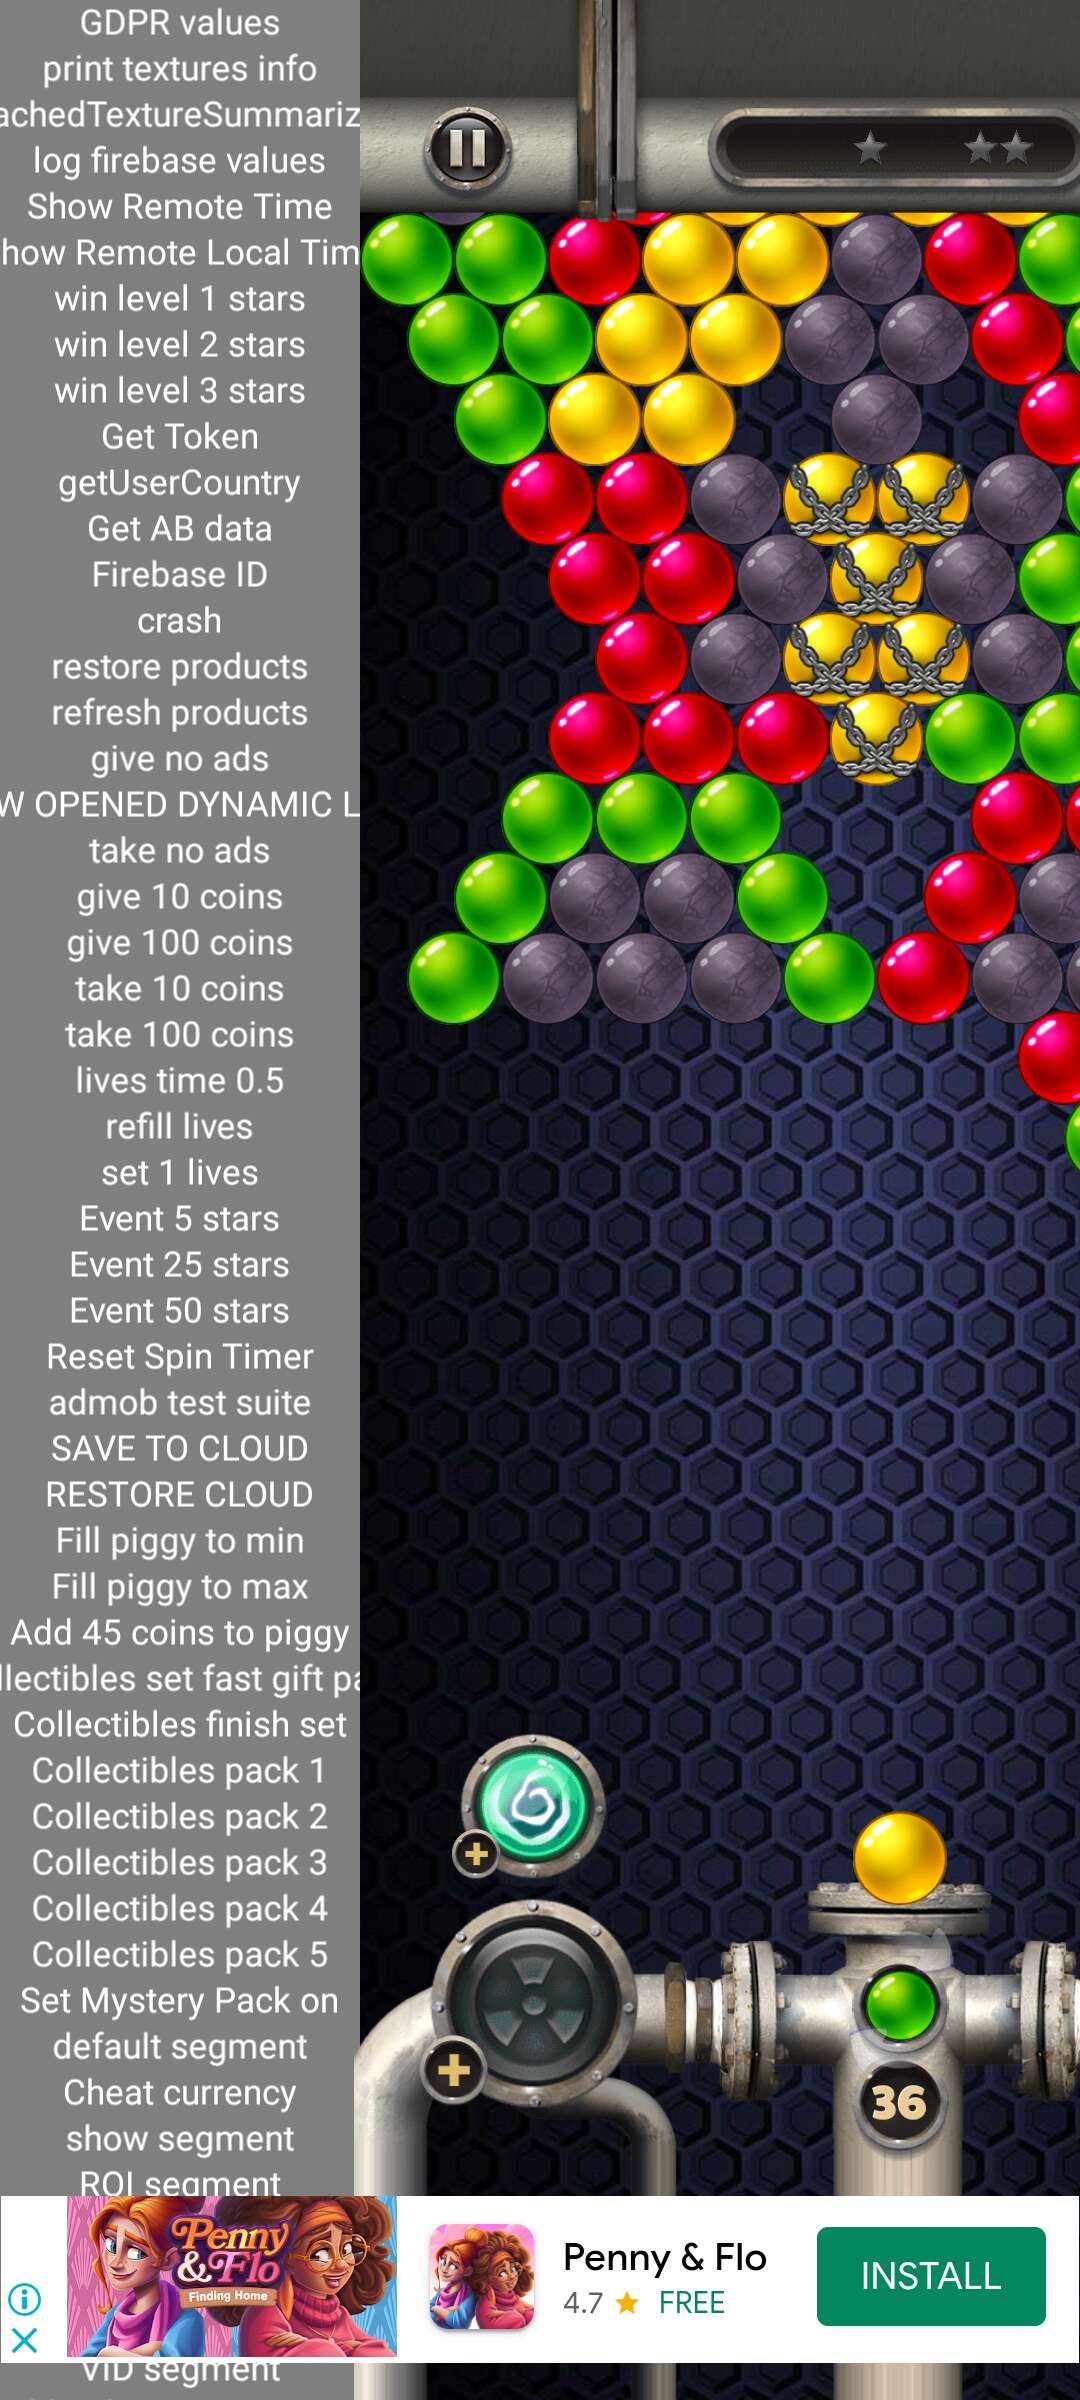 GDPR values
print textures info
achedTextureSummariz
log firebase values
Show Remote Time
how Remote Local Tim
win level 1 stars
win level 2 stars
win level 3 stars
Get Token
getUserCountry
Get AB data
Firebase ID
crash
restore products
refresh products
give no ads
W OPENED DYNAMIC L
take no ads
give 10 coins
give 100 coins
take 10 coins
take 100 coins
lives time 0.5
refill lives
set 1 lives
Event 5 stars
Event 25 stars
Event 50 stars
Reset Spin Timer
admob test suite
SAVE TO CLOUD
RESTORE CLOUD
Fill piggy to min
Fill piggy to max
Add 45 coins to piggy
llectibles set fast gift pa
Collectibles finish set
Collectibles pack 1
Collectibles pack 2
Collectibles pack 3
Collectibles pack 4
Collectibles pack 5
Set Mystery Pack on
default segment
Cheat currency
show segment
ROI segment
36
Penny
&Flo
Finding Home
Penny & Flo
4.7 ★ FREE
INSTALL
VID segment